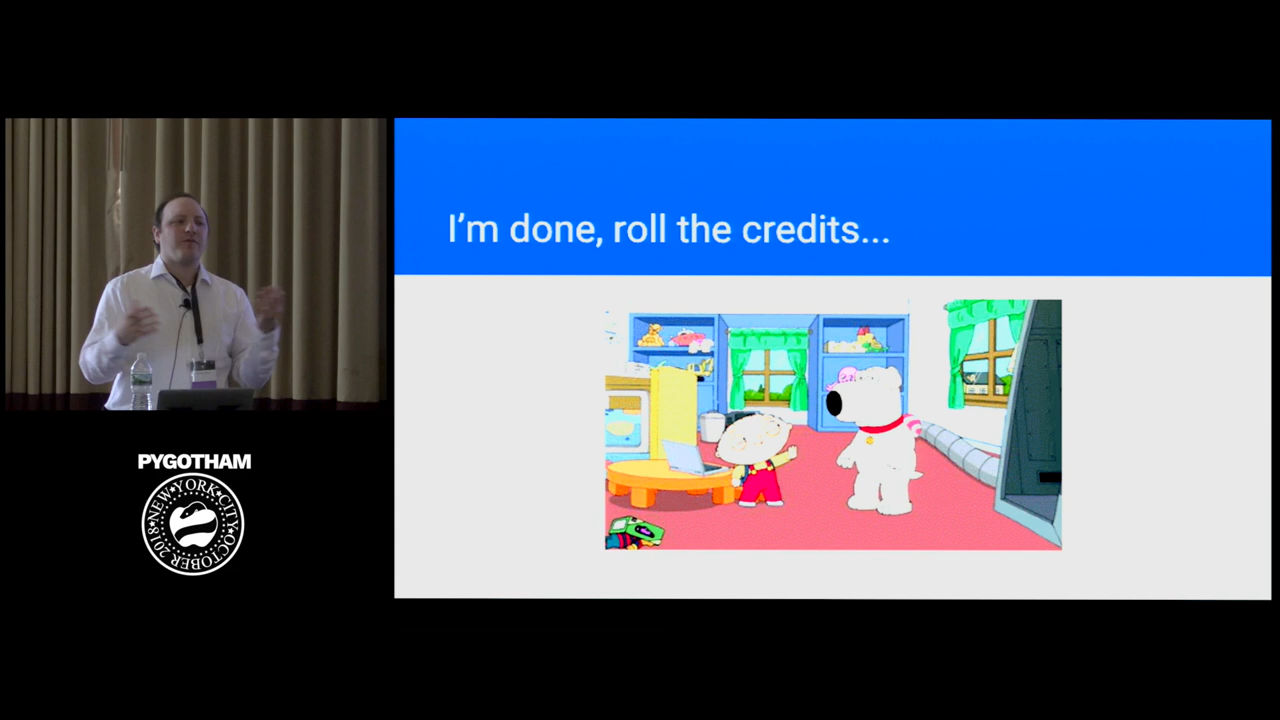 I’m done, roll the credits...
PYGOTHAM
NEW•YORK•CITY•OCTOBER 2018